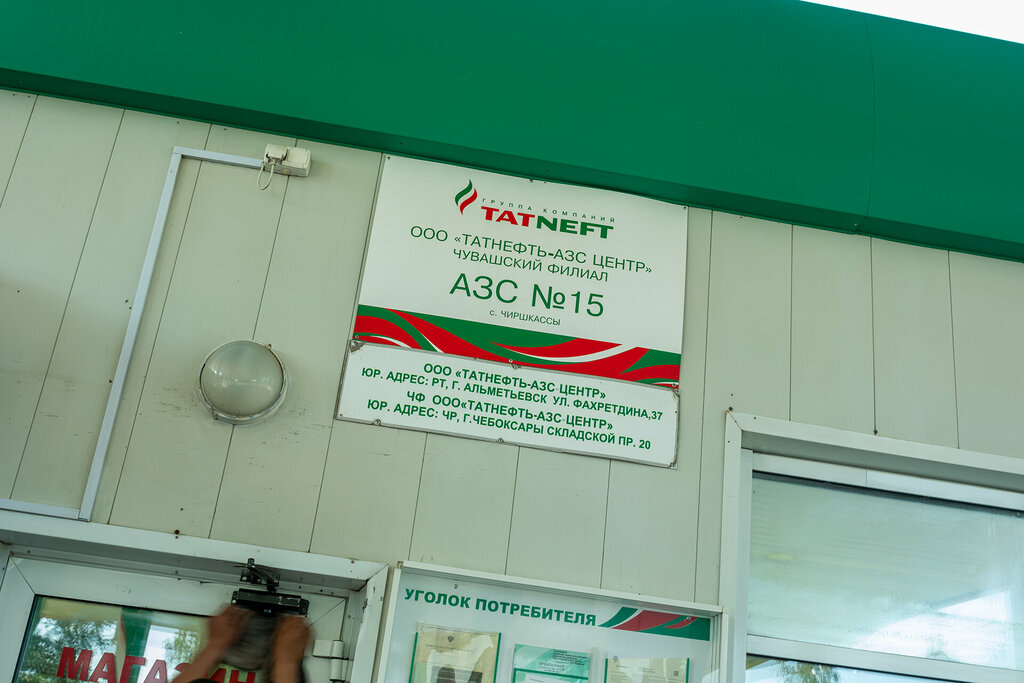 ГРУППА КОМПАНИЙ
TATNEFT
ООО «ТАТНЕФТЬ-АЗС ЦЕНТР»
ЧУВАШСКИЙ ФИЛИАЛ
АЗС №15
с. ЧИРШКАССЫ
ООО «ТАТНЕФТЬ-АЗС ЦЕНТР»
ЮР. АДРЕС: РТ, Г. АЛЬМЕТЬЕВСК УЛ. ФАХРЕТДИНА,37
ЧФ ООО«ТАТНЕФТЬ-АЗС-ЦЕНТР»
ЮР. АДРЕС: ЧР, Г.ЧЕБОКСАРЫ СКЛАДСКОЙ ПР. 20
УГОЛОК ПОТРЕБИТЕЛЯ
МАГАЗИН